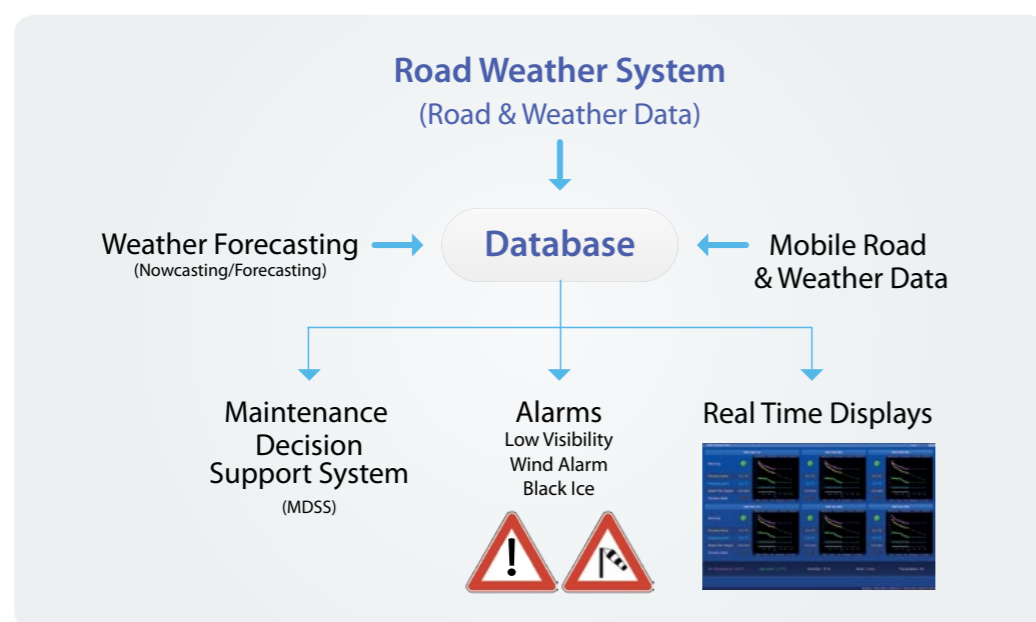 Road Weather System
(Road & Weather Data)
Weather Forecasting
(Nowcasting/Forecasting)
Database
Mobile Road
& Weather Data
Maintenance
Decision
Support System
(MDSS)
Alarms
Low Visibility
Wind Alarm
Black Ice
!
Real Time Displays